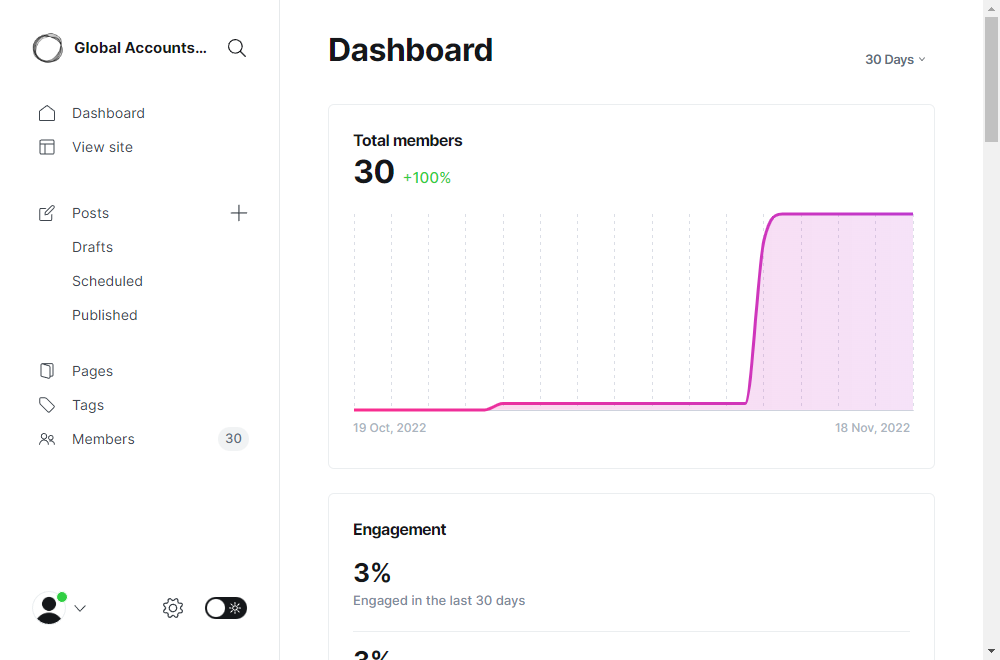 Global Accounts...
Dashboard
View site
Posts
Drafts
Scheduled
Published
Pages
Tags
Members 30
Dashboard
30 Days
Total members
30 +100%
19 Oct, 2022 18 Nov, 2022
Engagement
3%
Engaged in the last 30 days
3%